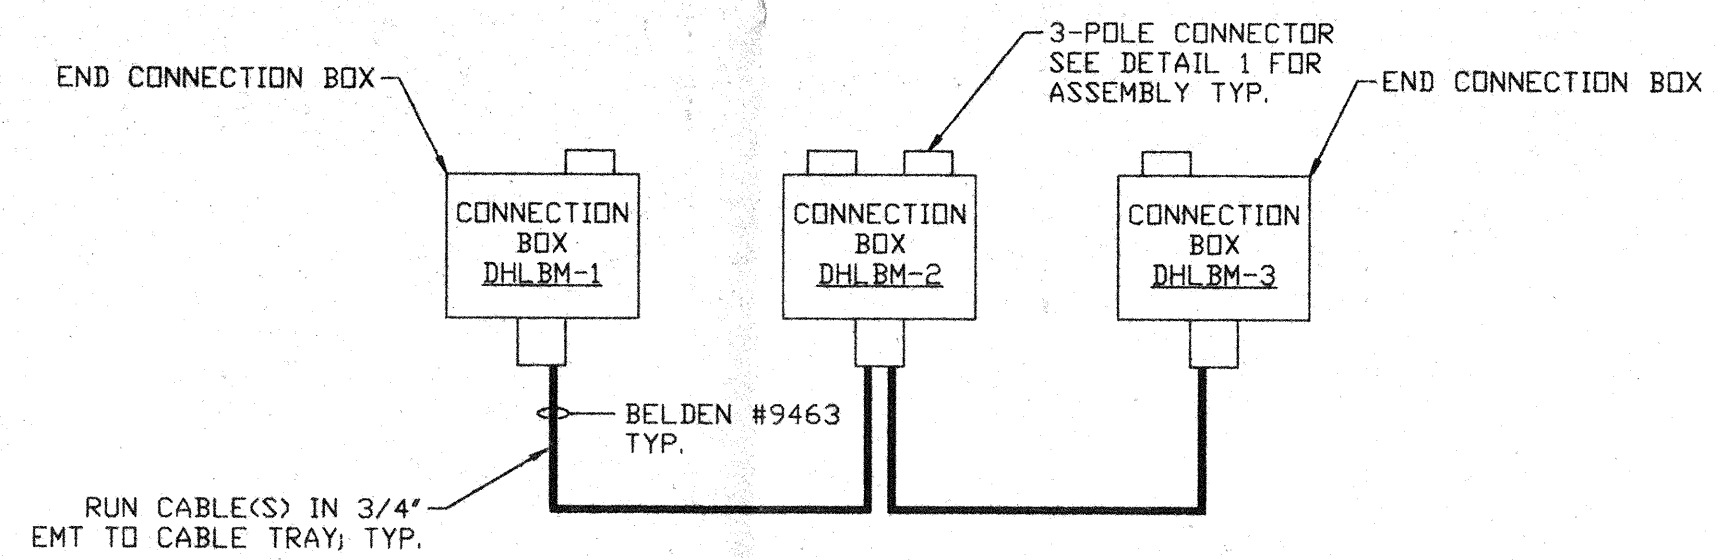 3-POLE CONNECTOR
SEE DETAIL 1 FOR
ASSEMBLY TYP.
END CONNECTION BOX
END CONNECTION BOX
CONNECTION
BOX
DHLBM-1
CONNECTION
BOX
DHLBM-2
CONNECTION
BOX
DHLBM-3
BELDEN #9463
TYP.
RUN CABLE(S) IN 3/4"
EMT TO CABLE TRAY; TYP.